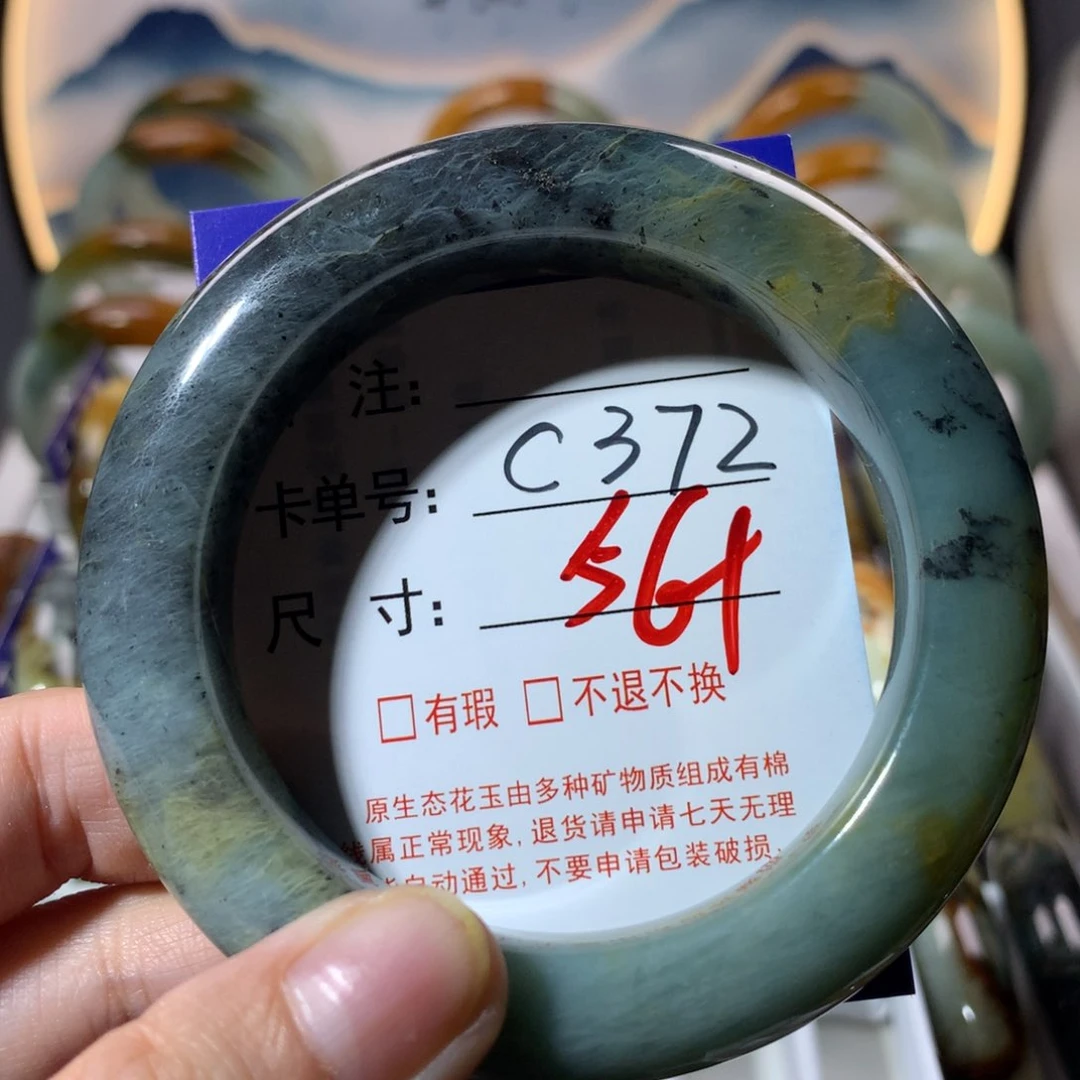 注：
卡单号： C372
尺 寸： 56+
□有瑕 □不退不换
原生态花玉由多种矿物质组成有棉
线属正常现象，退货请申请七天无理
自动通过，不要申请包装破损，